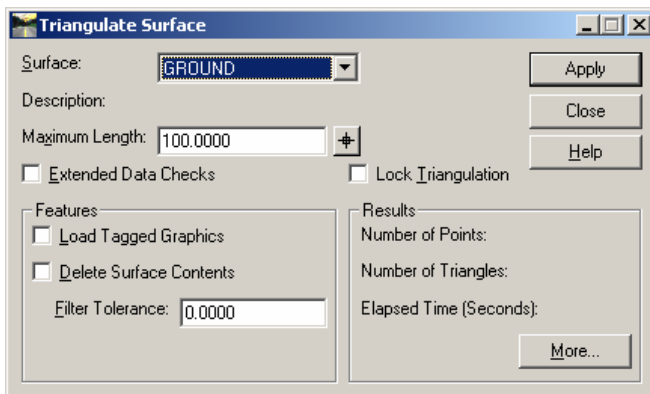 Triangulate Surface
Surface: GROUND
Apply
Description:
Close
Maximum Length: 100.0000
Help
Extended Data Checks
Lock Triangulation
Features
Results
Load Tagged Graphics
Number of Points:
Delete Surface Contents
Number of Triangles:
Filter Tolerance: 0.0000
Elapsed Time (Seconds):
More...